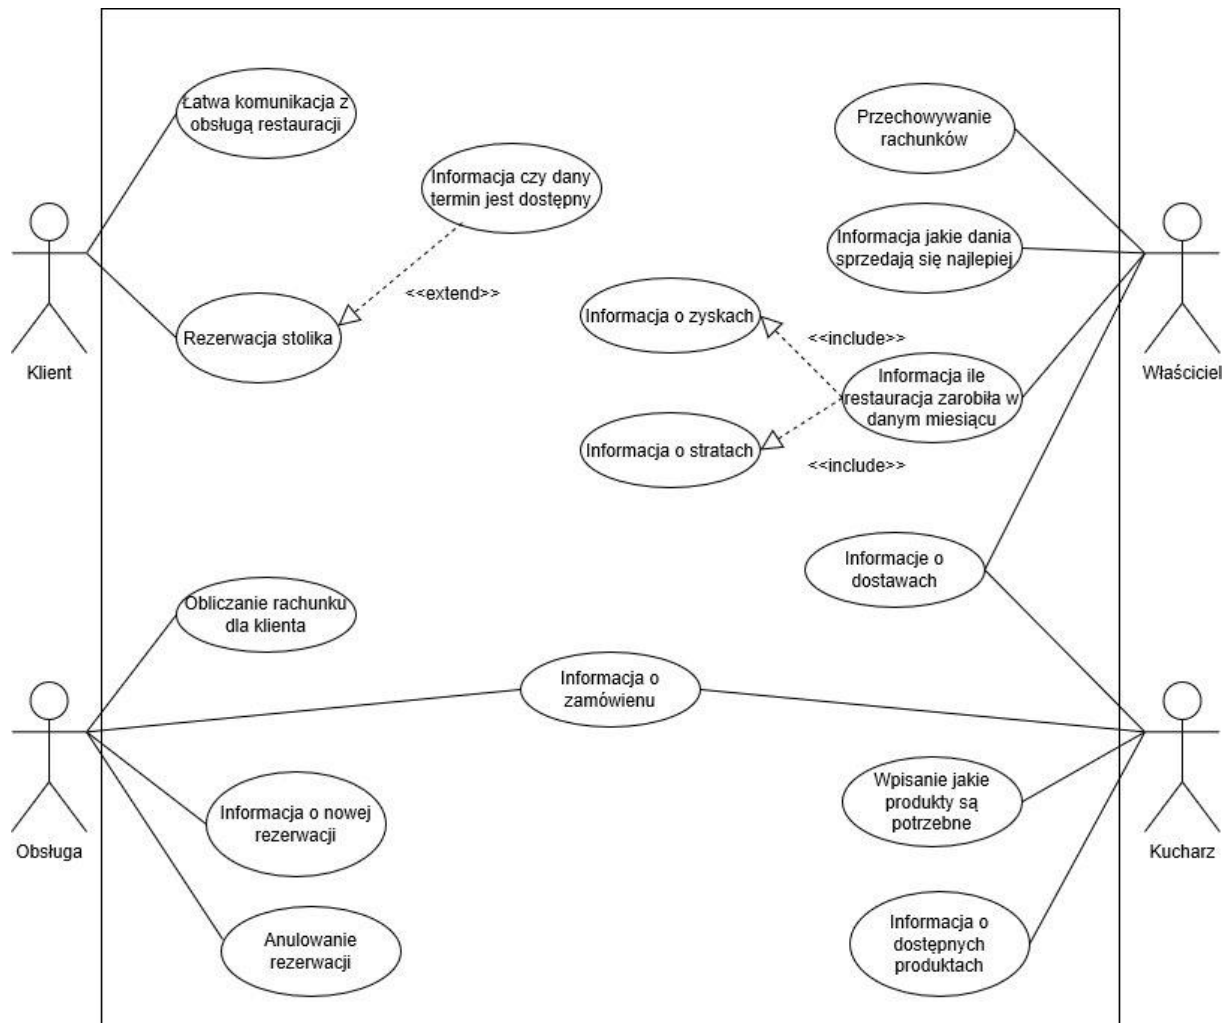 Łatwa komunikacja z
obsługą restauracji
Przechowywanie
rachunków
Informacja czy dany
termin jest dostępny
Informacja jakie dania
sprzedają się najlepiej
<<extend>>
Informacja o zyskach
<<include>>
Rezerwacja stolika
Klient
Informacja ile
restauracja zarobiła w
danym miesiącu
Właściciel
Informacja o stratach
<<include>>
Informacje o
dostawach
Obliczanie rachunku
dla klienta
Informacja o
zamówienu
Informacja o nowej
rezerwacji
Wpisanie jakie
produkty są
potrzebne
Obsługa
Kucharz
Anulowanie
rezerwacji
Informacja o
dostępnych
produktach